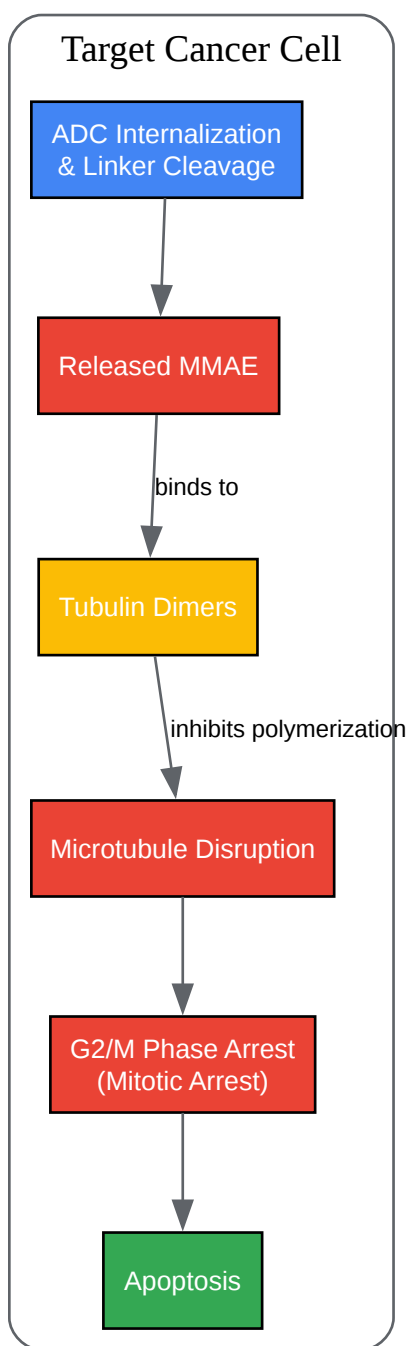 Target Cancer Cell
ADC Internalization
& Linker Cleavage
Released MMAE
binds to
Tubulin Dimers
inhibits polymerization
Microtubule Disruption
G2/M Phase Arrest
(Mitotic Arrest)
Apoptosis